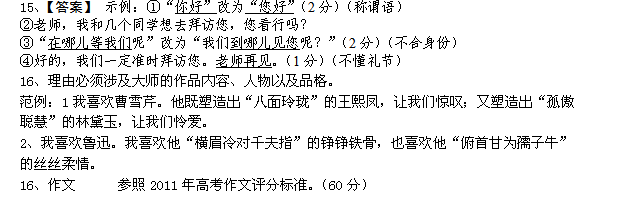 15、【答案】 示例：①“你好”改为“您好”（2 分）（称谓语）
②老师，我和几个同学想去拜访您，您看行吗？
③“在哪儿等我们呢”改为“我们到哪儿见您呢？”（2 分）（不合身份）
④好的，我们一定准时拜访您。老师再见。（1 分）（不懂礼节）
16、理由必须涉及大师的作品内容、人物以及品格。
范例：1 我喜欢曹雪芹。他既塑造出“八面玲珑”的王熙凤，让我们惊叹；又塑造出“孤傲
聪慧”的林黛玉，让我们怜爱。
2、我喜欢鲁迅。我喜欢他“横眉冷对千夫指”的铮铮铁骨，也喜欢他“俯首甘为孺子牛”
的丝丝柔情。
16、作文 参照 2011 年高考作文评分标准。（60 分）